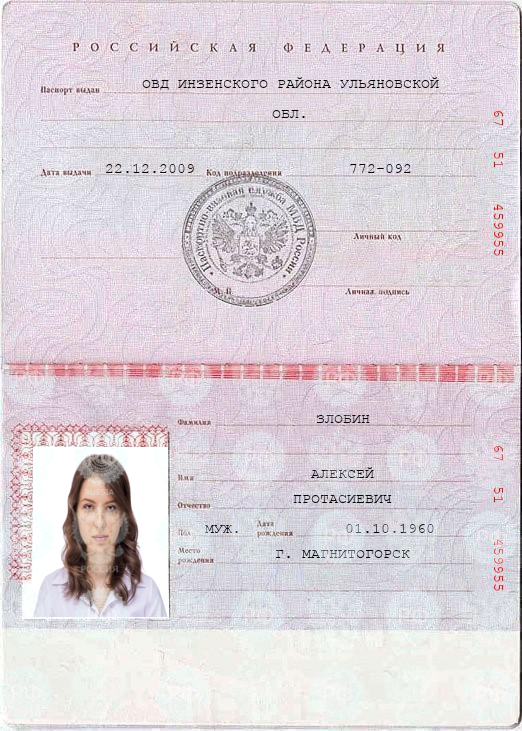 РОССИЙСКАЯ ФЕДЕРАЦИЯ
Паспорт выдан ОВД ИНЗЕНСКОГО РАЙОНА УЛЬЯНОВСКОЙ
ОБЛ.
Дата выдачи 22.12.2009 Код подразделения 772-092
67 51 459955
Паспортно-визовая служба МВД России
Личный код
М. П. Личная подпись
Фамилия ЗЛОБИН
Имя АЛЕКСЕЙ
Отчество ПРОТАСИЕВИЧ
Пол МУЖ. Дата рождения 01.10.1960
Место рождения Г. МАГНИТОГОРСК
67 51 459955
РОССИЯ